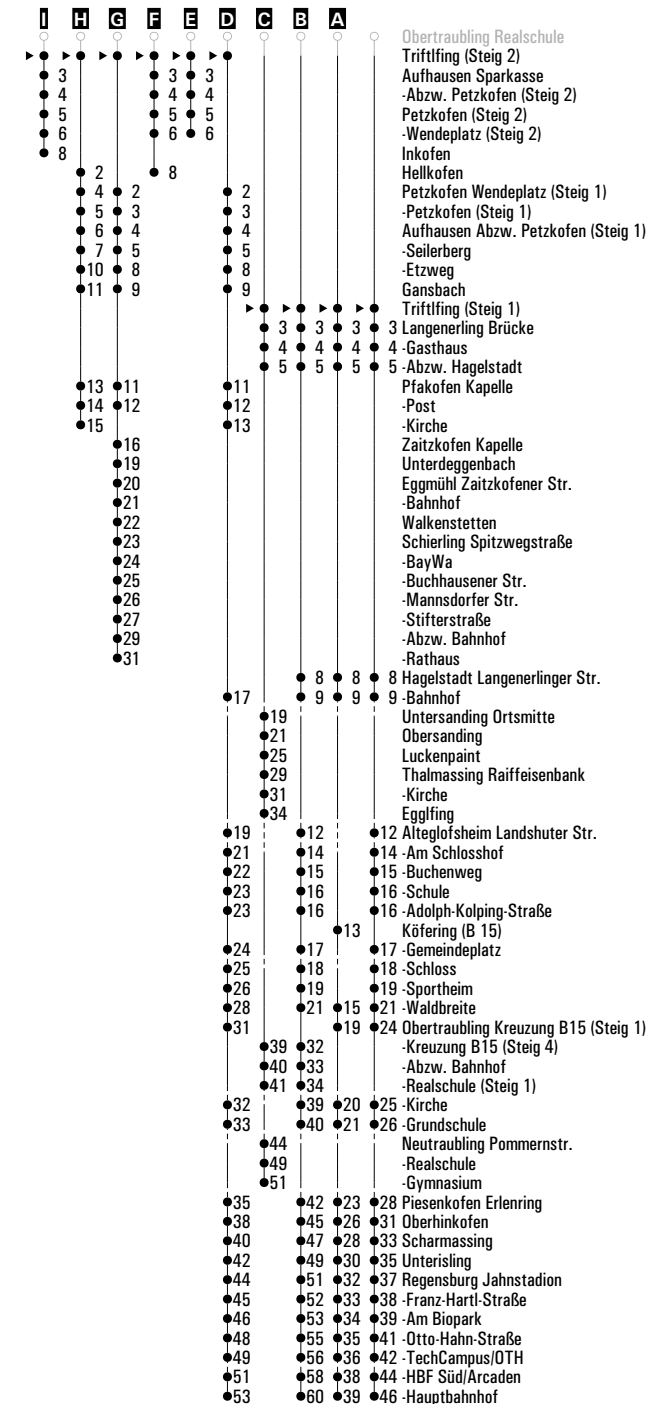 I H G F E D C B A
Obertraubling Realschule
Triftlfing (Steig 2)
3 3 3 Aufhausen Sparkasse
4 4 4 -Abzw. Petzkofen (Steig 2)
5 5 5 Petzkofen (Steig 2)
6 6 6 -Wendeplatz (Steig 2)
8 Inkofen
2 8 Hellkofen
4 2 2 Petzkofen Wendeplatz (Steig 1)
5 3 3 -Petzkofen (Steig 1)
6 4 4 Aufhausen Abzw. Petzkofen (Steig 1)
7 5 5 -Seilerberg
10 8 8 -Etzweg
11 9 9 Gansbach
Triftlfing (Steig 1)
3 3 3 3 Langenerling Brücke
4 4 4 4 -Gasthaus
5 5 5 5 -Abzw. Hagelstadt
13 11 11 Pfakofen Kapelle
14 12 12 -Post
15 13 -Kirche
16 Zaitzkofen Kapelle
19 Unterdeggenbach
20 Eggmühl Zaitzkofener Str.
21 -Bahnhof
22 Walkenstetten
23 Schierling Spitzwegstraße
24 -BayWa
25 -Buchhausener Str.
26 -Mannsdorfer Str.
27 -Stifterstraße
29 -Abzw. Bahnhof
31 -Rathaus
8 8 8 Hagelstadt Langenerlinger Str.
17 9 9 9 -Bahnhof
19 Untersanding Ortsmitte
21 Obersanding
25 Luckenpaint
29 Thalmassing Raiffeisenbank
31 -Kirche
34 Egglfing
19 12 12 Alteglofsheim Landshuter Str.
21 14 14 -Am Schlosshof
22 15 15 -Buchenweg
23 16 16 -Schule
23 16 16 -Adolph-Kolping-Straße
13 Köfering (B 15)
24 17 17 -Gemeindeplatz
25 18 18 -Schloss
26 19 19 -Sportheim
28 21 15 21 -Waldbreite
31 19 24 Obertraubling Kreuzung B15 (Steig 1)
39 32 -Kreuzung B15 (Steig 4)
40 33 -Abzw. Bahnhof
41 34 -Realschule (Steig 1)
32 39 20 25 -Kirche
33 40 21 26 -Grundschule
44 Neutraubling Pommernstr.
49 -Realschule
51 -Gymnasium
35 42 23 28 Piesenkofen Erlenring
38 45 26 31 Oberhinkofen
40 47 28 33 Scharmassing
42 49 30 35 Unterisling
44 51 32 37 Regensburg Jahnstadion
45 52 33 38 -Franz-Hartl-Straße
46 53 34 39 -Am Biopark
48 55 35 41 -Otto-Hahn-Straße
49 56 36 42 -TechCampus/OTH
51 58 38 44 -HBF Süd/Arcaden
53 60 39 46 -Hauptbahnhof